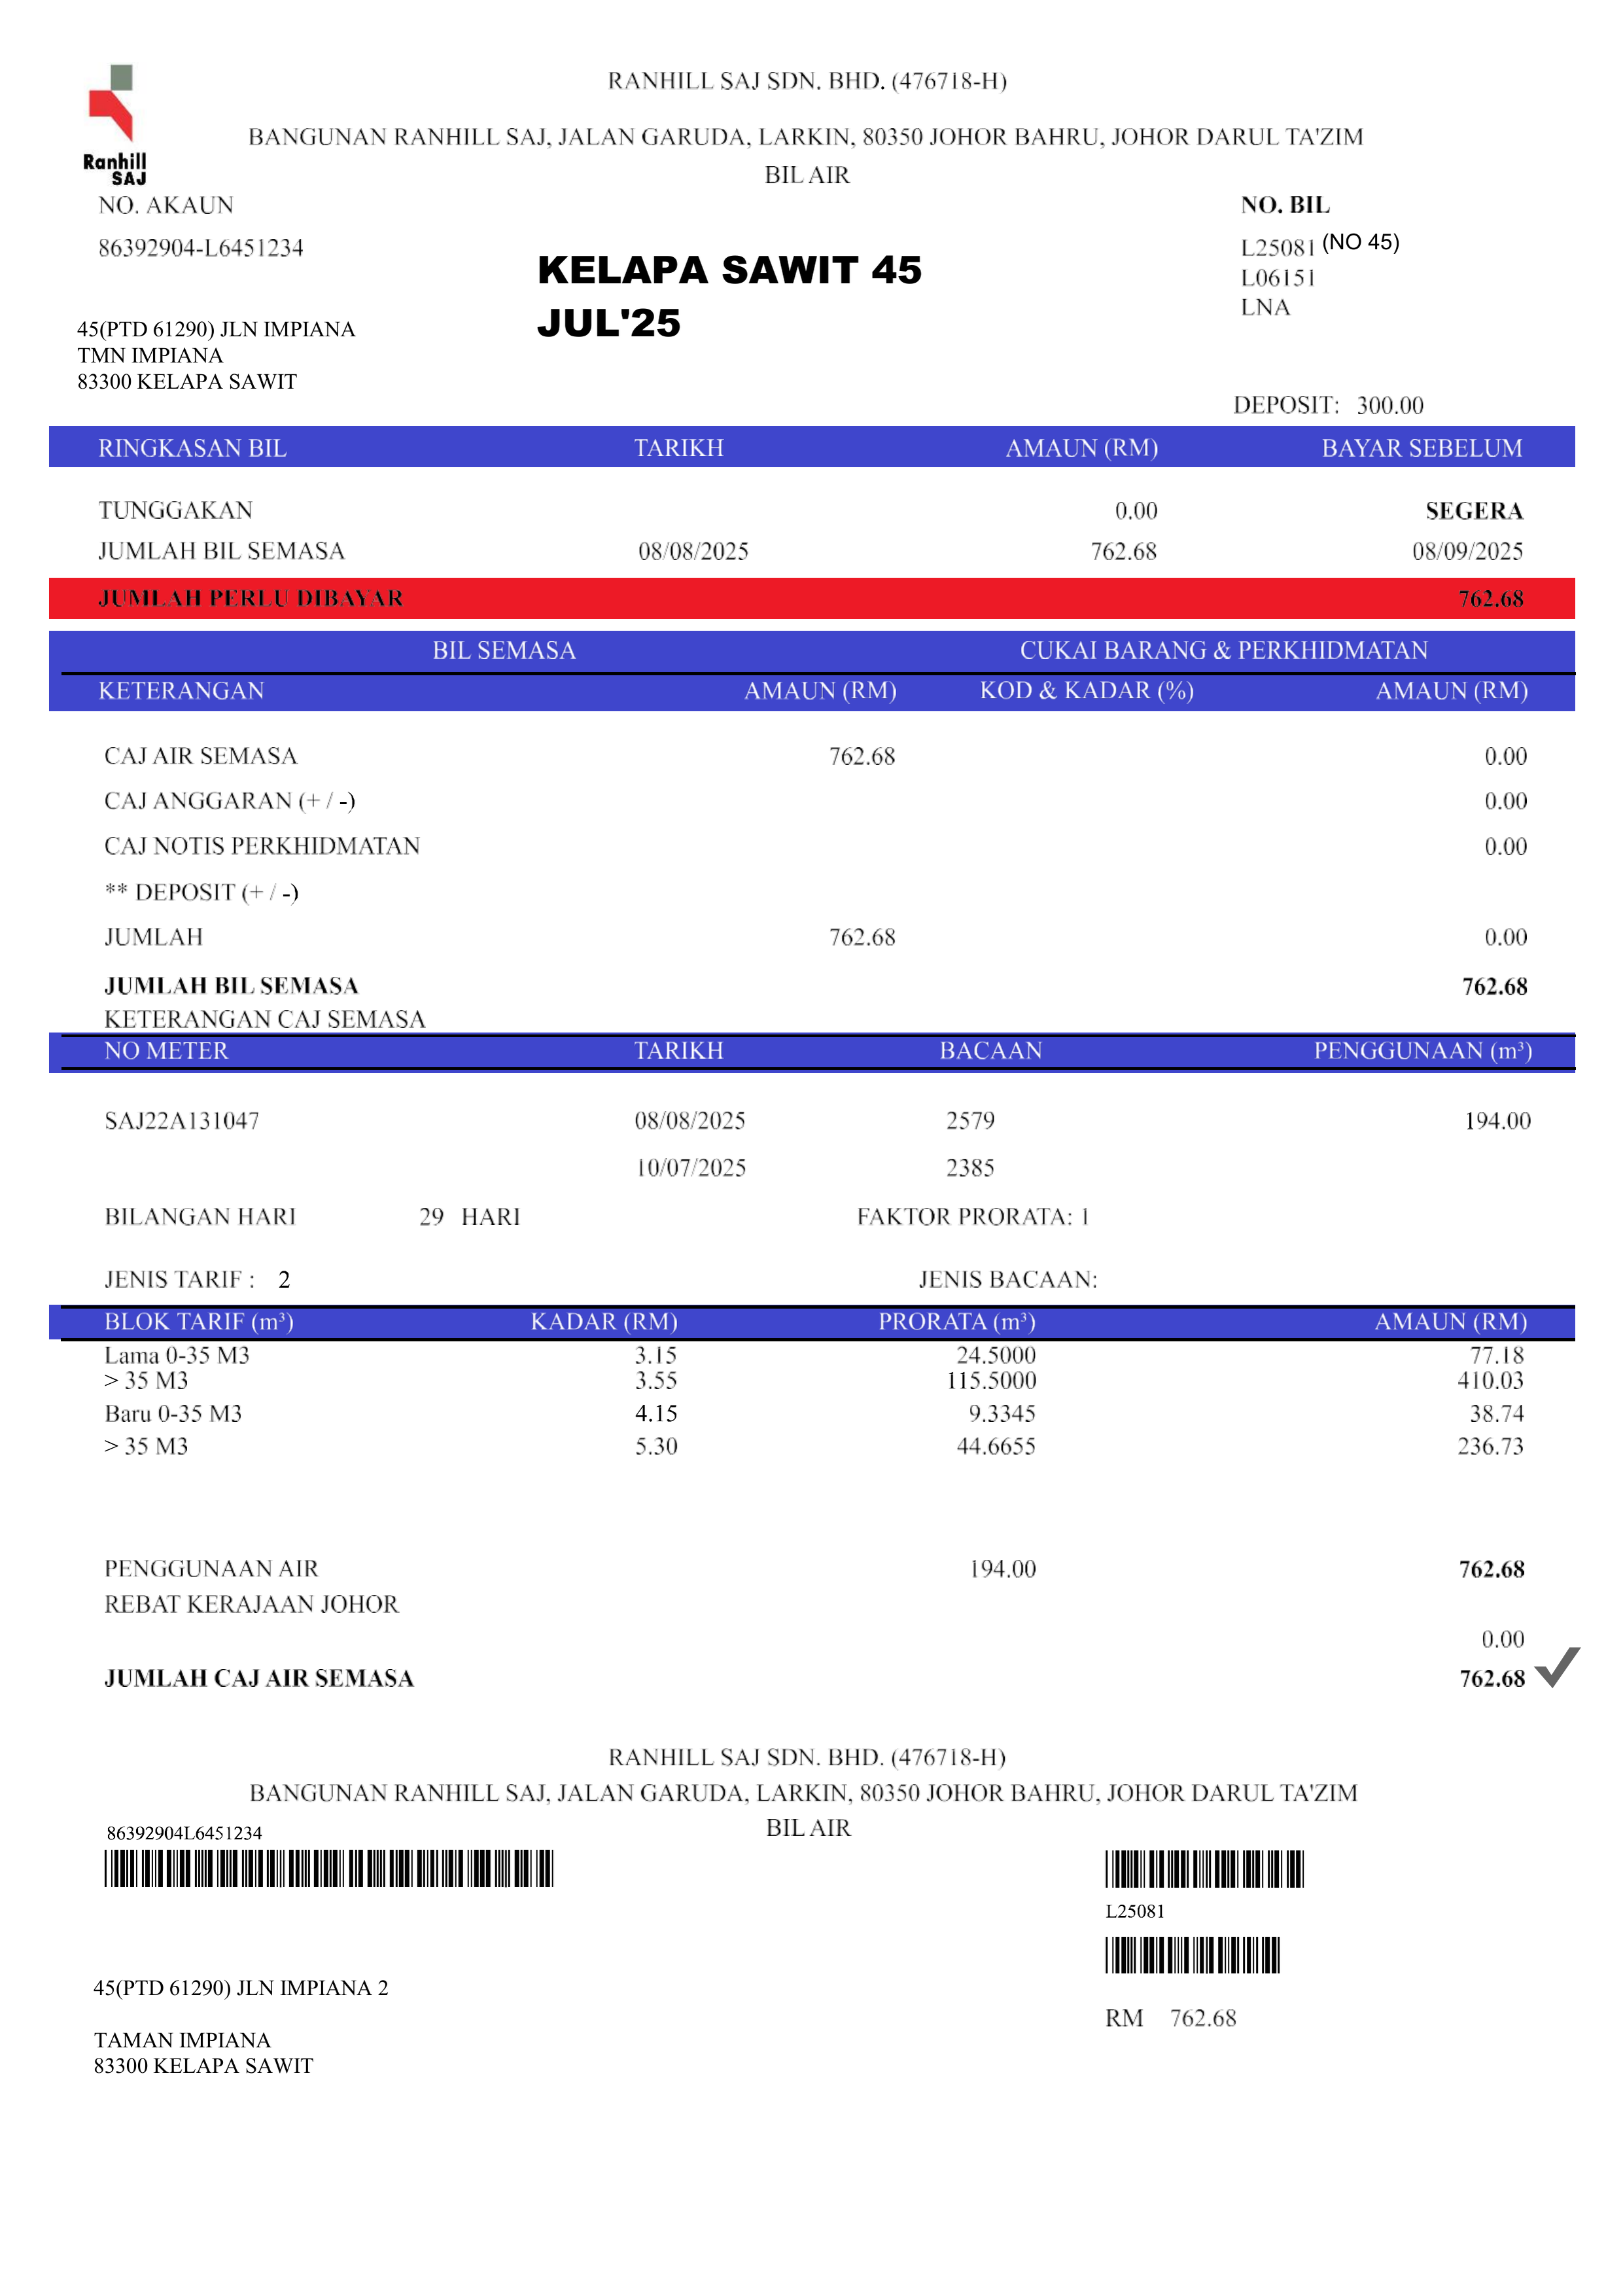 RANHILL SAJ SDN. BHD. (476718-H)
BANGUNAN RANHILL SAJ, JALAN GARUDA, LARKIN, 80350 JOHOR BAHRU, JOHOR DARUL TA'ZIM
Ranhill
SAJ
BIL AIR
NO. AKAUN NO. BIL
86392904-L6451234 L25081 (NO 45)
KELAPA SAWIT 45 L06151
JUL'25 LNA
45(PTD 61290) JLN IMPIANA
TMN IMPIANA
83300 KELAPA SAWIT
DEPOSIT: 300.00
RINGKASAN BIL TARIKH AMAUN (RM) BAYAR SEBELUM
TUNGGAKAN 0.00 SEGERA
JUMLAH BIL SEMASA 08/08/2025 762.68 08/09/2025
JUMLAH PERLU DIBAYAR 762.68
BIL SEMASA CUKAI BARANG & PERKHIDMATAN
KETERANGAN AMAUN (RM) KOD & KADAR (%) AMAUN (RM)
CAJ AIR SEMASA 762.68 0.00
CAJ ANGGARAN (+ / -) 0.00
CAJ NOTIS PERKHIDMATAN 0.00
** DEPOSIT (+ / -)
JUMLAH 762.68 0.00
JUMLAH BIL SEMASA 762.68
KETERANGAN CAJ SEMASA
NO METER TARIKH BACAAN PENGGUNAAN (m³)
SAJ22A131047 08/08/2025 2579 194.00
10/07/2025 2385
BILANGAN HARI 29 HARI FAKTOR PRORATA: 1
JENIS TARIF : 2 JENIS BACAAN:
BLOK TARIF (m³) KADAR (RM) PRORATA (m³) AMAUN (RM)
Lama 0-35 M3 3.15 24.5000 77.18
> 35 M3 3.55 115.5000 410.03
Baru 0-35 M3 4.15 9.3345 38.74
> 35 M3 5.30 44.6655 236.73
PENGGUNAAN AIR 194.00 762.68
REBAT KERAJAAN JOHOR
0.00
JUMLAH CAJ AIR SEMASA 762.68
RANHILL SAJ SDN. BHD. (476718-H)
BANGUNAN RANHILL SAJ, JALAN GARUDA, LARKIN, 80350 JOHOR BAHRU, JOHOR DARUL TA'ZIM
BIL AIR
86392904L6451234
L25081
45(PTD 61290) JLN IMPIANA 2
RM 762.68
TAMAN IMPIANA
83300 KELAPA SAWIT